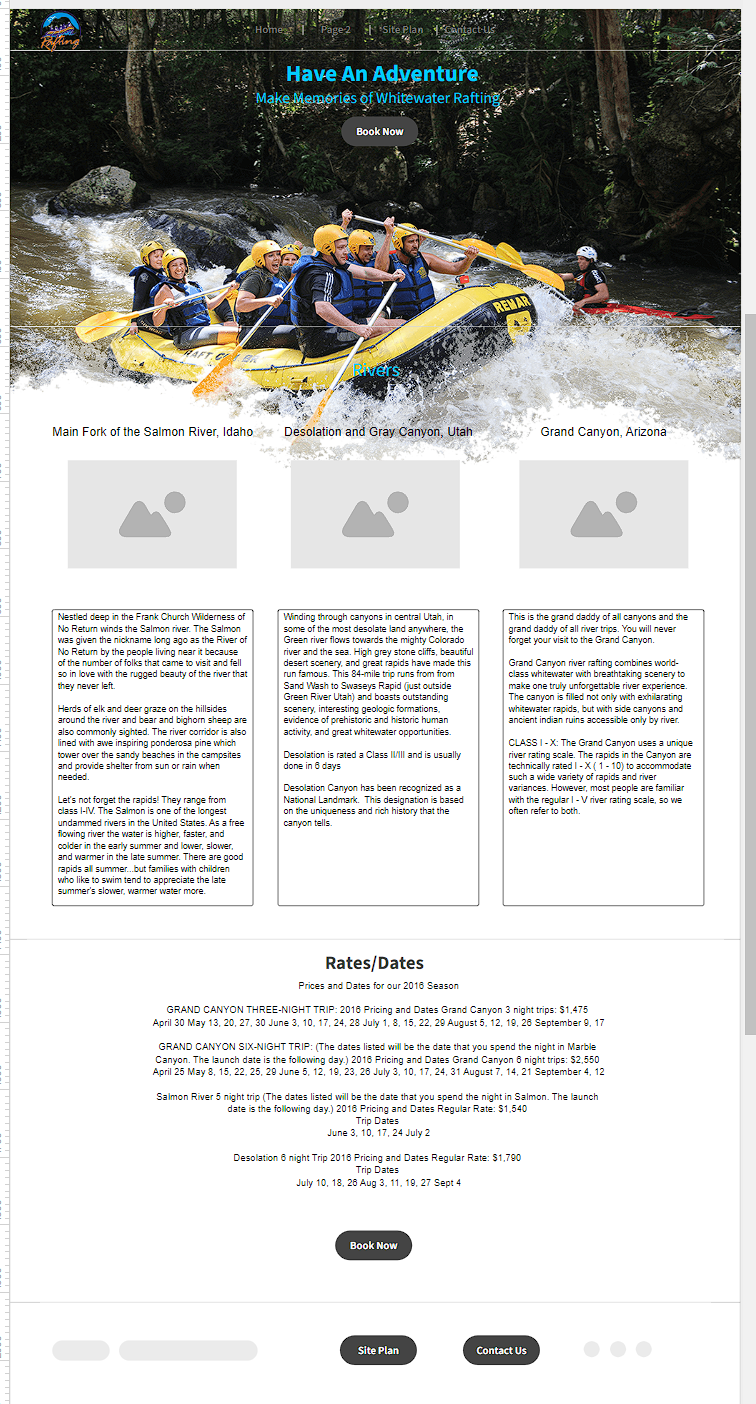 Rafting
Home
Page 2
Site Plan
Contact Us
Have An Adventure
Make Memories of Whitewater Rafting
Book Now
REMAR
RAFT
Rivers
Main Fork of the Salmon River, Idaho
Desolation and Gray Canyon, Utah
Grand Canyon, Arizona
Nestled deep in the Frank Church Wilderness of
No Return winds the Salmon river. The Salmon
was given the nickname long ago as the River of
No Return by the people living near it because
of the number of folks that came to visit and fell
so in love with the rugged beauty of the river that
they never left.
Herds of elk and deer graze on the hillsides
around the river and bear and bighorn sheep are
also commonly sighted. The river corridor is also
lined with awe inspiring ponderosa pine which
tower over the sandy beaches in the campsites
and provide shelter from sun or rain when
needed.
Let's not forget the rapids! They range from
class I-IV. The Salmon is one of the longest
undammed rivers in the United States. As a free
flowing river the water is higher, faster, and
colder in the early summer and lower, slower,
and warmer in the late summer. There are good
rapids all summer...but families with children
who like to swim tend to appreciate the late
summer's slower, warmer water more.
Winding through canyons in central Utah, in
some of the most desolate land anywhere, the
Green river flows towards the mighty Colorado
river and the sea. High grey stone cliffs, beautiful
desert scenery, and great rapids have made this
run famous. This 84-mile trip runs from from
Sand Wash to Swaseys Rapid (just outside
Green River Utah) and boasts outstanding
scenery, interesting geologic formations,
evidence of prehistoric and historic human
activity, and great whitewater opportunities.
Desolation is rated a Class II/III and is usually
done in 6 days
Desolation Canyon has been recognized as a
National Landmark. This designation is based
on the uniqueness and rich history that the
canyon tells.
This is the grand daddy of all canyons and the
grand daddy of all river trips. You will never
forget your visit to the Grand Canyon.
Grand Canyon river rafting combines world-
class whitewater with breathtaking scenery to
make one truly unforgettable river experience.
The canyon is filled not only with exhilarating
whitewater rapids, but with side canyons and
ancient indian ruins accessible only by river.
CLASS I - X: The Grand Canyon uses a unique
river rating scale. The rapids in the Canyon are
technically rated I - X ( 1 - 10) to accommodate
such a wide variety of rapids and river
variances. However, most people are familiar
with the regular I - V river rating scale, so we
often refer to both.
Rates/Dates
Prices and Dates for our 2016 Season
GRAND CANYON THREE-NIGHT TRIP: 2016 Pricing and Dates Grand Canyon 3 night trips: $1,475
April 30 May 13, 20, 27, 30 June 3, 10, 17, 24, 28 July 1, 8, 15, 22, 29 August 5, 12, 19, 26 September 9, 17
GRAND CANYON SIX-NIGHT TRIP: (The dates listed will be the date that you spend the night in Marble
Canyon. The launch date is the following day.) 2016 Pricing and Dates Grand Canyon 6 night trips: $2,550
April 25 May 8, 15, 22, 25, 29 June 5, 12, 19, 23, 26 July 3, 10, 17, 24, 31 August 7, 14, 21 September 4, 12
Salmon River 5 night trip (The dates listed will be the date that you spend the night in Salmon. The launch
date is the following day.) 2016 Pricing and Dates Regular Rate: $1,540
Trip Dates
June 3, 10, 17, 24 July 2
Desolation 6 night Trip 2016 Pricing and Dates Regular Rate: $1,790
Trip Dates
July 10, 18, 26 Aug 3, 11, 19, 27 Sept 4
Book Now
Site Plan
Contact Us